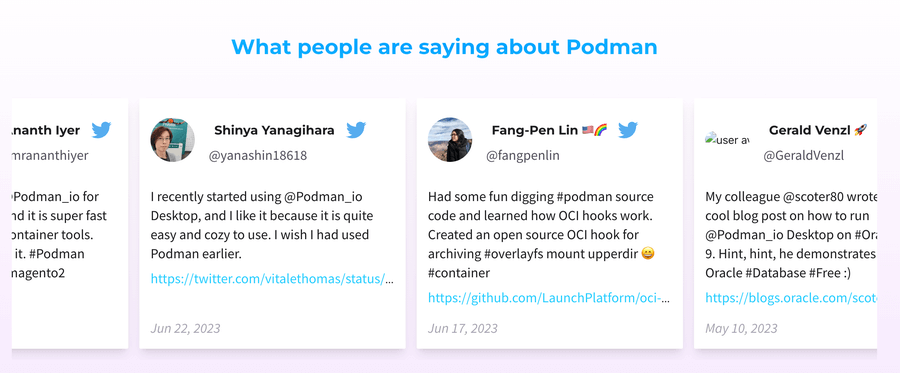 What people are saying about Podman
Ananth Iyer
mrananthiyer
@Podman_io for
and it is super fast
container tools.
it. #Podman
magento2
Shinya Yanagihara
@yanashin18618
I recently started using @Podman_io
Desktop, and I like it because it is quite
easy and cozy to use. I wish I had used
Podman earlier.
https://twitter.com/vitalethomas/status/...
Jun 22, 2023
Fang-Pen Lin 🇺🇸🌈
@fangpenlin
Had some fun digging #podman source
code and learned how OCI hooks work.
Created an open source OCI hook for
archiving #overlayfs mount upperdir 😄
#container
https://github.com/LaunchPlatform/oci-...
Jun 17, 2023
user av
Gerald Venzl 🚀
@GeraldVenzl
My colleague @scoter80 wrote
cool blog post on how to run
@Podman_io Desktop on #Ora
9. Hint, hint, he demonstrates
Oracle #Database #Free :)
https://blogs.oracle.com/scot
May 10, 2023